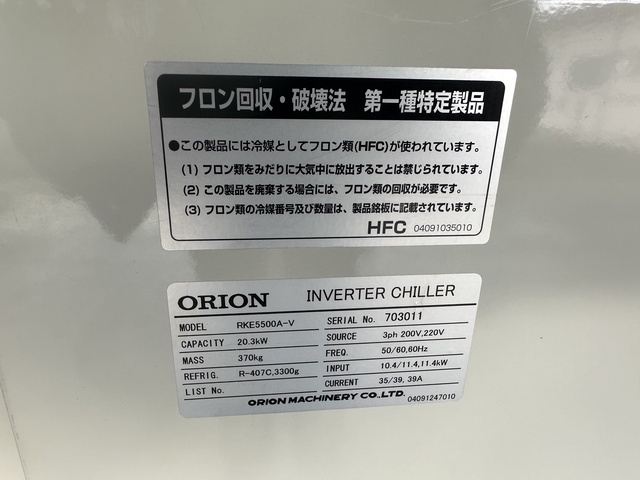 フロン回収・破壊法 第一種特定製品
●この製品には冷媒としてフロン類(HFC)が使われています。
(1) フロン類をみだりに大気中に放出することは禁じられています。
(2) この製品を廃棄する場合には、フロン類の回収が必要です。
(3) フロン類の冷媒番号及び数量は、製品銘板に記載されています。
HFC 04091035010
ORION INVERTER CHILLER
MODEL RKE5500A-V SERIAL No. 703011
CAPACITY 20.3kW SOURCE 3ph 200V,220V
MASS 370kg FREQ. 50/60,60Hz
REFRIG. R-407C,3300g INPUT 10.4/11.4,11.4kW
LIST No. CURRENT 35/39, 39A
ORION MACHINERY CO.,LTD. 04091247010